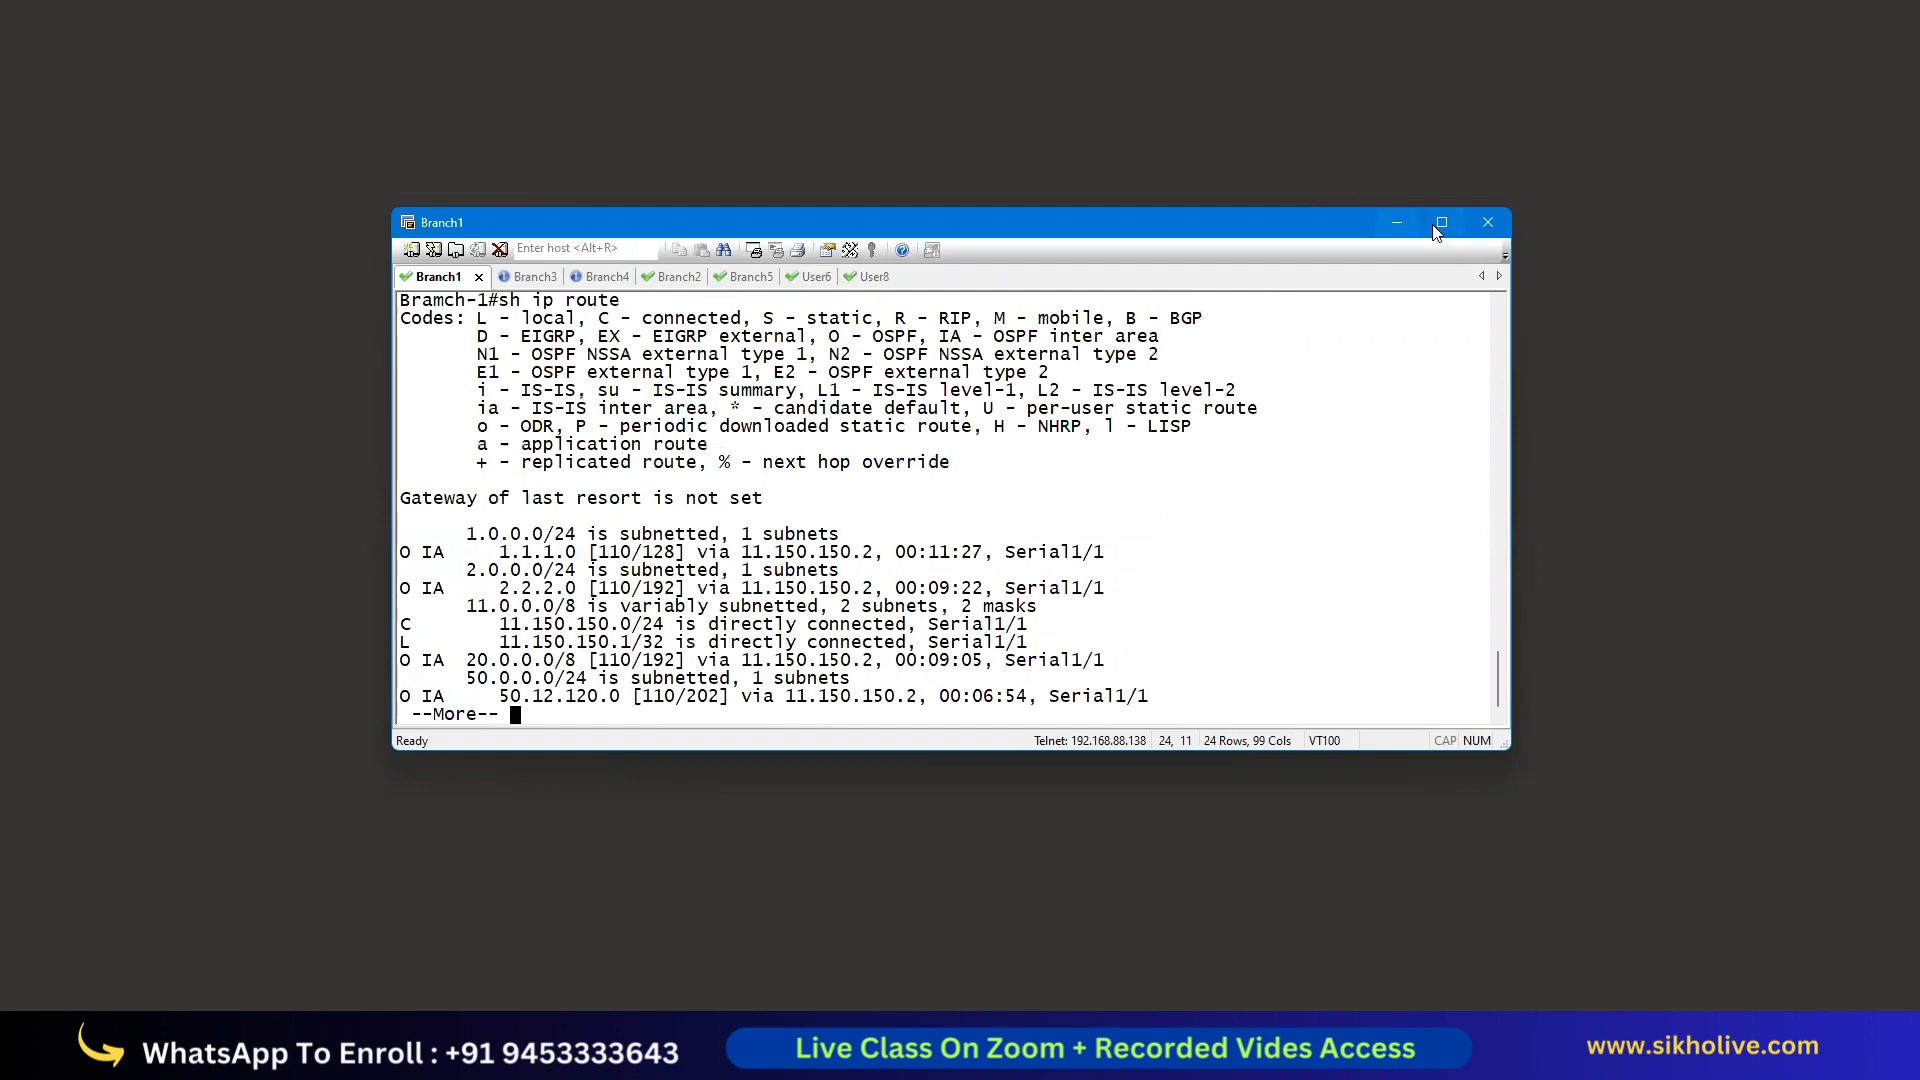 Branch1
Enter host <Alt+R>
Branch1 Branch3 Branch4 Branch2 Branch5 User6 User8
Bramch-1#sh ip route
Codes: L - local, C - connected, S - static, R - RIP, M - mobile, B - BGP
D - EIGRP, EX - EIGRP external, O - OSPF, IA - OSPF inter area
N1 - OSPF NSSA external type 1, N2 - OSPF NSSA external type 2
E1 - OSPF external type 1, E2 - OSPF external type 2
i - IS-IS, su - IS-IS summary, L1 - IS-IS level-1, L2 - IS-IS level-2
ia - IS-IS inter area, * - candidate default, U - per-user static route
o - ODR, P - periodic downloaded static route, H - NHRP, l - LISP
a - application route
+ - replicated route, % - next hop override
Gateway of last resort is not set
1.0.0.0/24 is subnetted, 1 subnets
O IA 1.1.1.0 [110/128] via 11.150.150.2, 00:11:27, Serial1/1
2.0.0.0/24 is subnetted, 1 subnets
O IA 2.2.2.0 [110/192] via 11.150.150.2, 00:09:22, Serial1/1
11.0.0.0/8 is variably subnetted, 2 subnets, 2 masks
C 11.150.150.0/24 is directly connected, Serial1/1
L 11.150.150.1/32 is directly connected, Serial1/1
O IA 20.0.0.0/8 [110/192] via 11.150.150.2, 00:09:05, Serial1/1
50.0.0.0/24 is subnetted, 1 subnets
O IA 50.12.120.0 [110/202] via 11.150.150.2, 00:06:54, Serial1/1
--More--
Ready Telnet: 192.168.88.138 24, 11 24 Rows, 99 Cols VT100 CAP NUM
WhatsApp To Enroll : +91 9453333643
Live Class On Zoom + Recorded Vides Access
www.sikholive.com